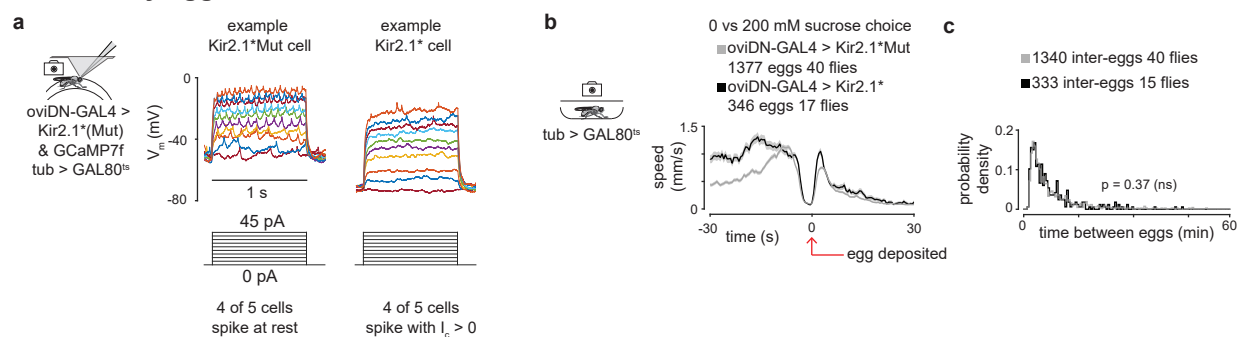 a
example
Kir2.1*Mut cell
example
Kir2.1* cell
oviDN-GAL4 >
Kir2.1*(Mut)
& GCaMP7f
tub > GAL80ts
Vm (mV)
0
-40
-80
1 s
45 pA
0 pA
4 of 5 cells
spike at rest
4 of 5 cells
spike with Ic > 0
b
0 vs 200 mM sucrose choice
oviDN-GAL4 > Kir2.1*Mut
1377 eggs 40 flies
oviDN-GAL4 > Kir2.1*
346 eggs 17 flies
tub > GAL80ts
speed
(mm/s)
1.5
0
-30
0
30
time (s)
egg deposited
c
1340 inter-eggs 40 flies
333 inter-eggs 15 flies
probability
density
0.2
0
p = 0.37 (ns)
0
60
time between eggs (min)